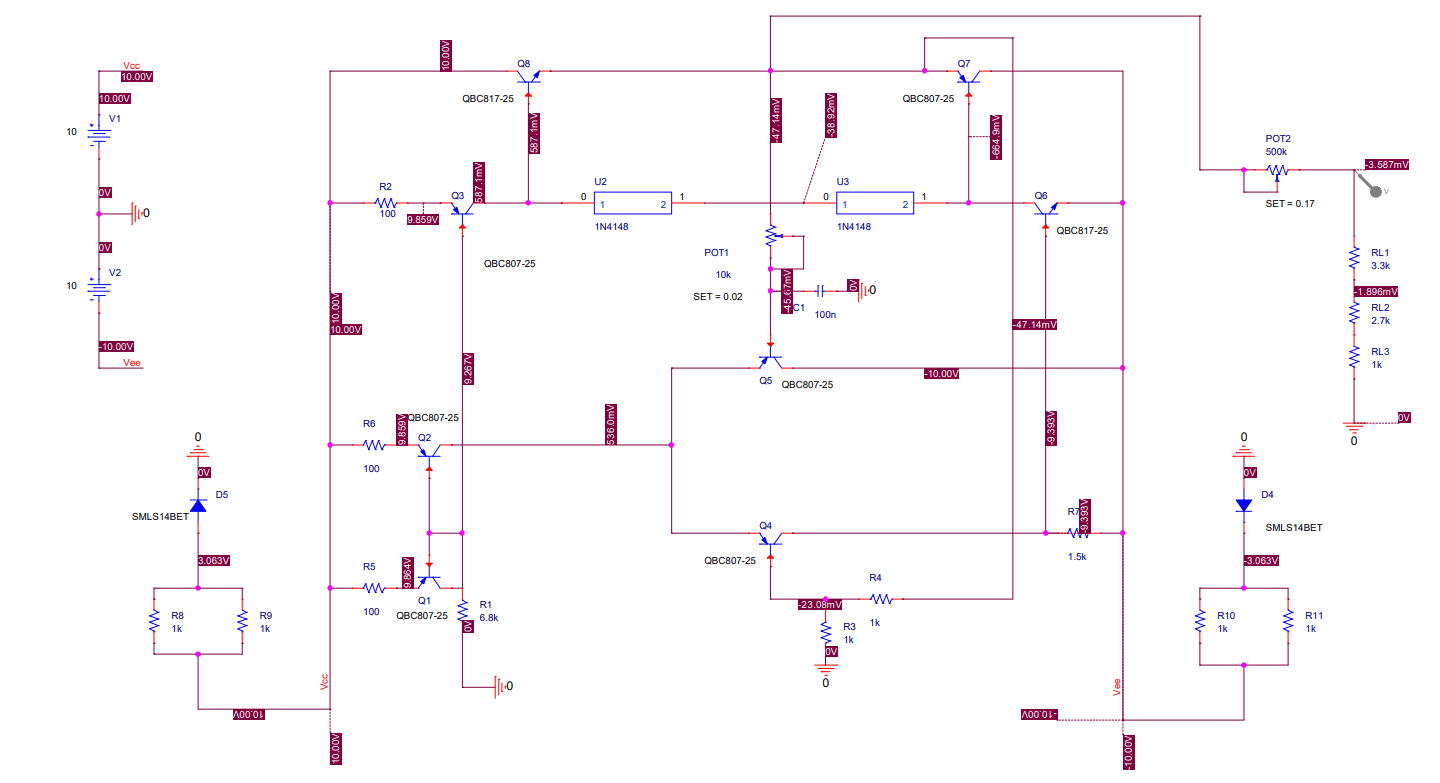 Vcc
10.00V
10.00V
V1
10
0V
0
0V
V2
10
-10.00V
Vee
10.00V
Q8
QBC817-25
587.1mV
Q7
QBC807-25
-664.9mV
-47.14mV
-38.92mV
POT2
500k
SET = 0.17
-3.587mV
V
R2
100
9.859V
Q3
587.1mV
QBC807-25
U2
0
1
2
1
1N4148
U3
0
1
2
1
1N4148
Q6
QBC817-25
POT1
10k
SET = 0.02
-45.67mV
C1
100n
0V
0
RL1
3.3k
-1.896mV
RL2
2.7k
RL3
1k
0V
0
10.00V
10.00V
9.267V
-47.14mV
Q5
QBC807-25
-10.00V
R6
100
9.859V
QBC807-25
Q2
536.0mV
-9.393V
0
0V
D5
SMLS14BET
3.063V
R8
1k
R9
1k
R5
100
9.864V
Q1
QBC807-25
R1
6.8k
0V
0
Q4
QBC807-25
R7
-9.393V
1.5k
R4
1k
-23.08mV
R3
1k
0V
0
0
0V
D4
SMLS14BET
-3.063V
R10
1k
R11
1k
Vcc
10.00V
10.00V
Vee
-10.00V
-10.00V